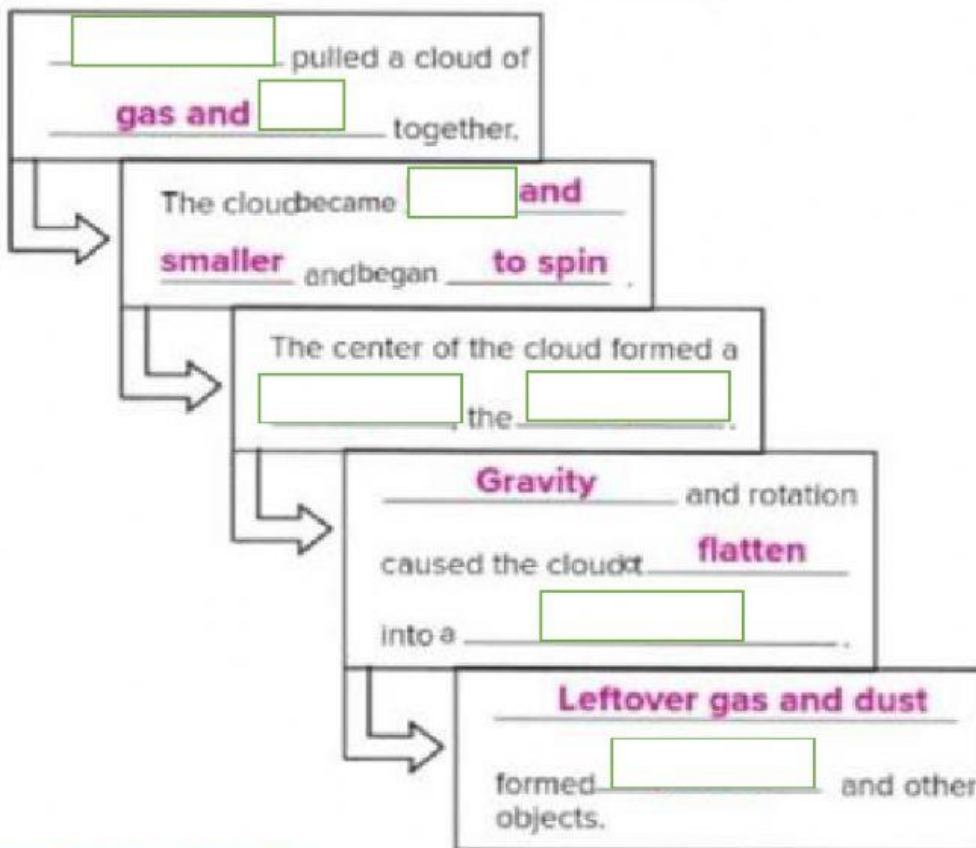 pulled a cloud of
gas and
together.
The cloudbecame and
smaller andbegan to spin .
The center of the cloud formed a
, the .
Gravity and rotation
caused the cloud flatten
into a .
Leftover gas and dust
formed and other
objects.